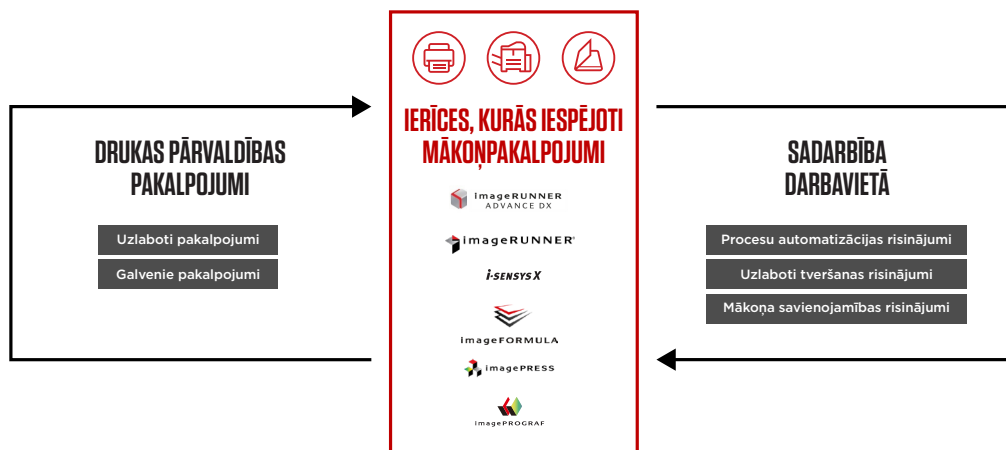 DRUKAS PĀRVALDĪBAS
PAKALPOJUMI
Uzlaboti pakalpojumi
Galvenie pakalpojumi
IERĪCES, KURĀS IESPĒJOTI
MĀKOŅPAKALPOJUMI
imageRUNNER
ADVANCE DX
imageRUNNER®
i-SENSYS X
imageFORMULA
imagePRESS
imagePROGRAF
SADARBĪBA
DARBAVIETĀ
Procesu automatizācijas risinājumi
Uzlaboti tveršanas risinājumi
Mākoņa savienojamības risinājumi